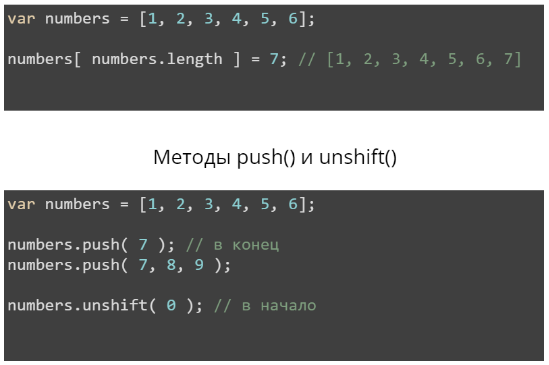 var numbers = [1, 2, 3, 4, 5, 6];
numbers[ numbers.length ] = 7; // [1, 2, 3, 4, 5, 6, 7]
Методы push() и unshift()
var numbers = [1, 2, 3, 4, 5, 6];
numbers.push( 7 ); // в конец
numbers.push( 7, 8, 9 );
numbers.unshift( 0 ); // в начало